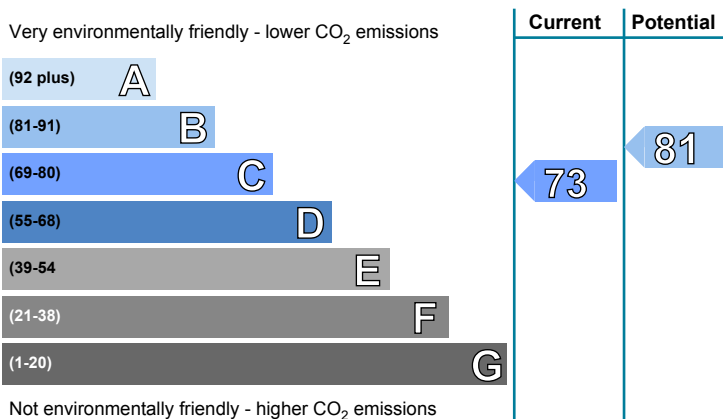 Current Potential
Very environmentally friendly - lower CO2 emissions
(92 plus) A
(81-91) B
81
(69-80) C
73
(55-68) D
(39-54 E
(21-38) F
(1-20) G
Not environmentally friendly - higher CO2 emissions